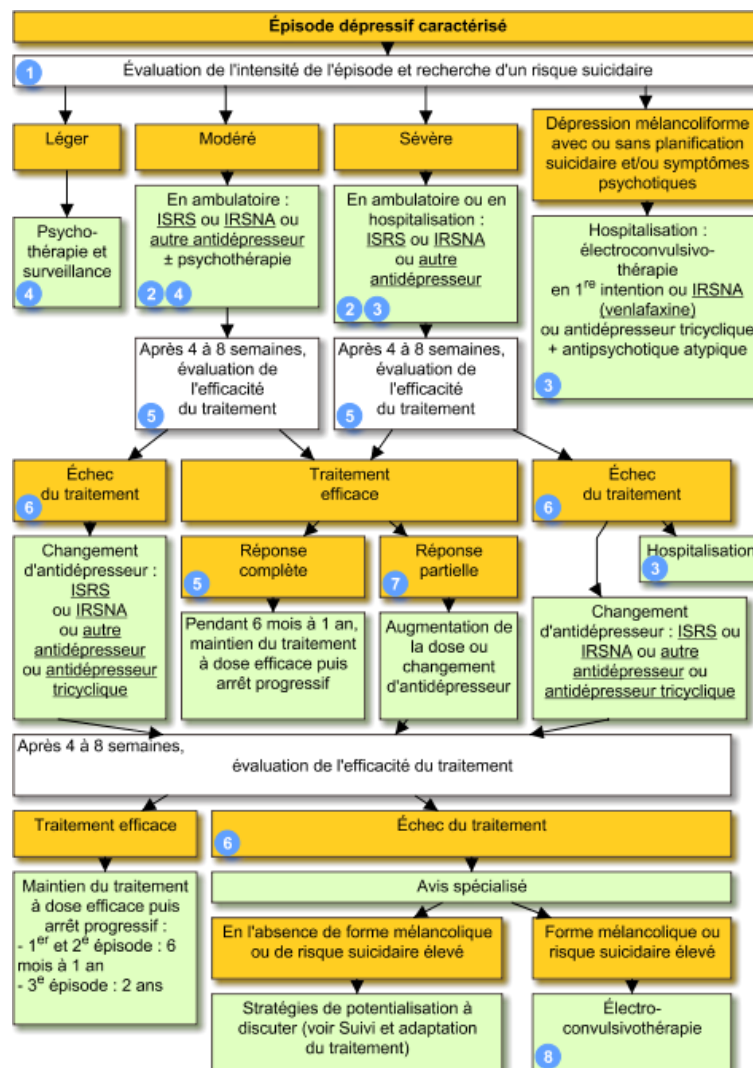 Épisode dépressif caractérisé
1
Évaluation de l'intensité de l'épisode et recherche d'un risque suicidaire
Léger
Modéré
Sévère
Dépression mélancoliforme
avec ou sans planification
suicidaire et/ou symptômes
psychotiques
Psycho-
thérapie et
surveillance
4
En ambulatoire :
ISRS ou IRSNA ou
autre antidépresseur
± psychothérapie
2 4
En ambulatoire ou en
hospitalisation :
ISRS ou IRSNA
ou autre
antidépresseur
2 3
Hospitalisation :
électroconvulsivo-
thérapie
en 1re intention ou IRSNA
(venlafaxine)
ou antidépresseur tricyclique
+ antipsychotique atypique
3
Après 4 à 8 semaines,
évaluation de
l'efficacité
du traitement
5
Après 4 à 8 semaines,
évaluation de
l'efficacité
du traitement
5
Échec
du traitement
6
Traitement
efficace
Échec
du traitement
6
Changement
d'antidépresseur :
ISRS
ou IRSNA
ou autre
antidépresseur
ou antidépresseur
tricyclique
Réponse
complète
5
Réponse
partielle
7
Hospitalisation
3
Pendant 6 mois à 1 an,
maintien du traitement
à dose efficace puis
arrêt progressif
Augmentation de
la dose ou
changement
d'antidépresseur
Changement
d'antidépresseur : ISRS ou
IRSNA ou autre
antidépresseur ou
antidépresseur tricyclique
Après 4 à 8 semaines,
évaluation de l'efficacité du traitement
Traitement efficace
Échec du traitement
6
Maintien du traitement
à dose efficace puis
arrêt progressif :
- 1er et 2e épisode : 6
mois à 1 an
- 3e épisode : 2 ans
Avis spécialisé
En l'absence de forme mélancolique
ou de risque suicidaire élevé
Forme mélancolique ou
risque suicidaire élevé
Stratégies de potentialisation à
discuter (voir Suivi et adaptation
du traitement)
Électro-
convulsivothérapie
8